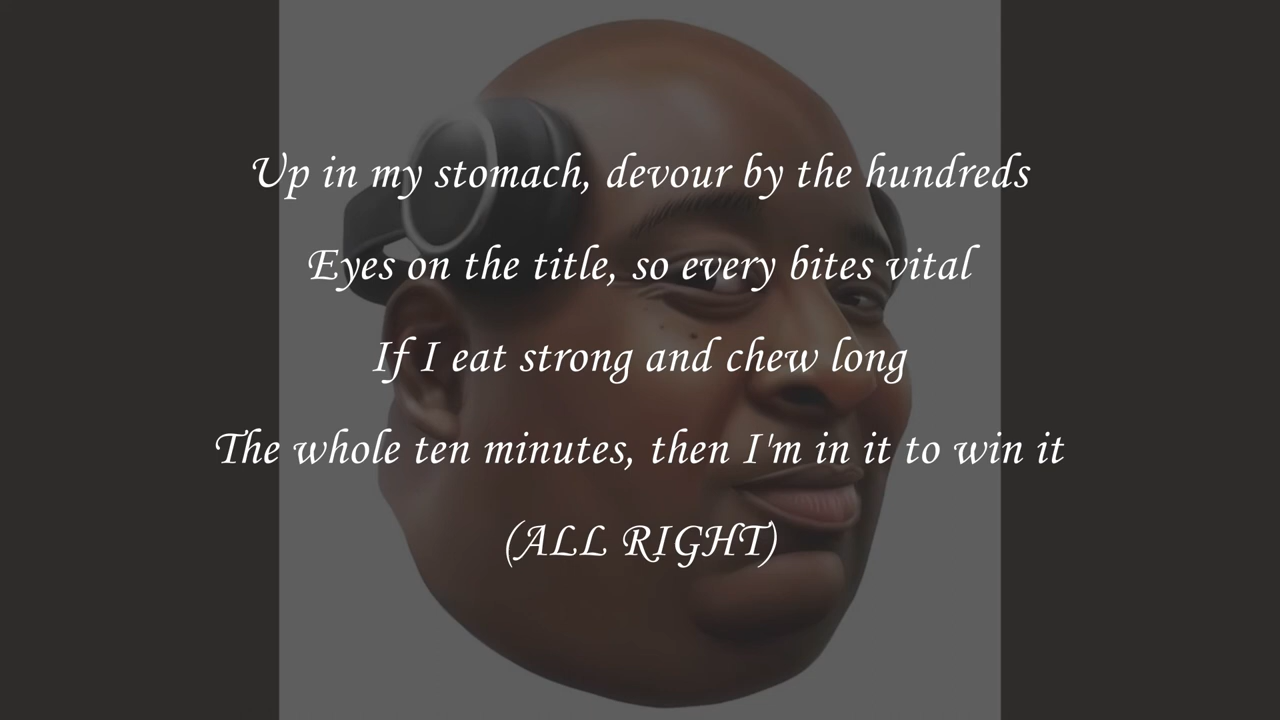 Up in my stomach, devour by the hundreds
Eyes on the title, so every bites vital
If I eat strong and chew long
The whole ten minutes, then I'm in it to win it
(ALL RIGHT)